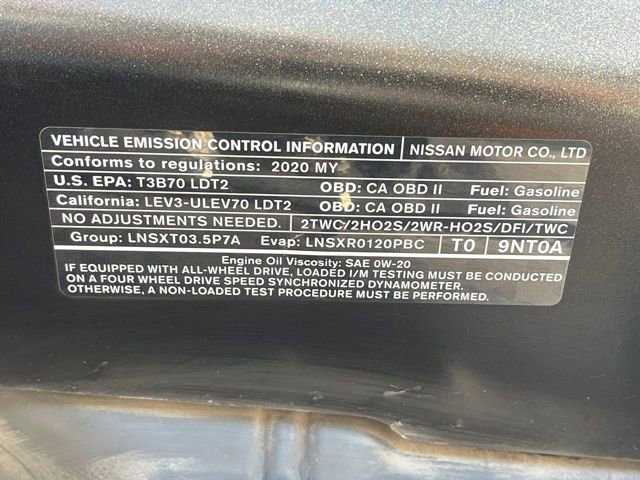 VEHICLE EMISSION CONTROL INFORMATION NISSAN MOTOR CO., LTD
Conforms to regulations: 2020 MY
U.S. EPA: T3B70 LDT2 OBD: CA OBD II Fuel: Gasoline
California: LEV3-ULEV70 LDT2 OBD: CA OBD II Fuel: Gasoline
NO ADJUSTMENTS NEEDED. 2TWC/2HO2S/2WR-HO2S/DFI/TWC
Group: LNSXT03.5P7A Evap: LNSXR0120PBC T0 9NT0A
Engine Oil Viscosity: SAE 0W-20
IF EQUIPPED WITH ALL-WHEEL DRIVE, LOADED I/M TESTING MUST BE CONDUCTED
ON A FOUR WHEEL DRIVE SPEED SYNCHRONIZED DYNAMOMETER.
OTHERWISE, A NON-LOADED TEST PROCEDURE MUST BE PERFORMED.